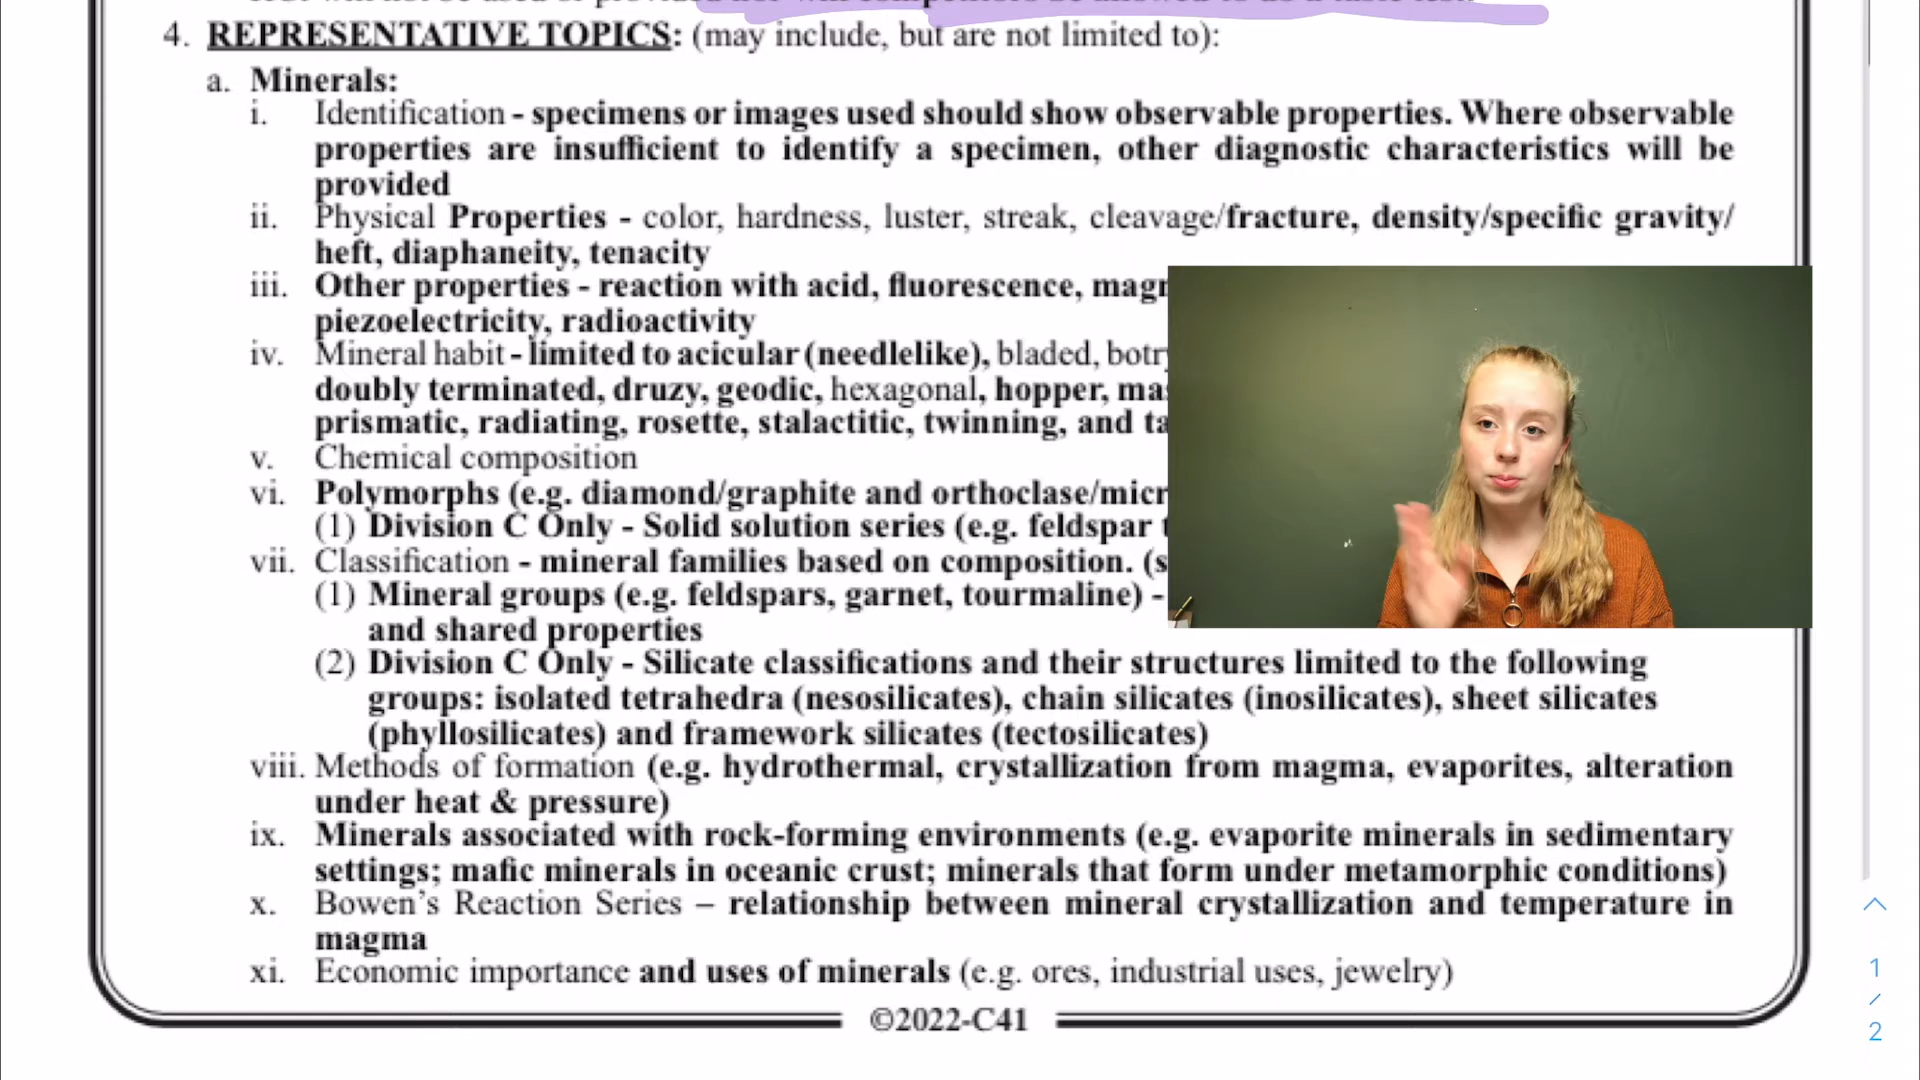 4. REPRESENTATIVE TOPICS: (may include, but are not limited to):
a. Minerals:
i. Identification - specimens or images used should show observable properties. Where observable
properties are insufficient to identify a specimen, other diagnostic characteristics will be
provided
ii. Physical Properties - color, hardness, luster, streak, cleavage/fracture, density/specific gravity/
heft, diaphaneity, tenacity
iii. Other properties - reaction with acid, fluorescence,
piezoelectricity, radioactivity
iv. Mineral habit - limited to acicular (needlelike), bladed,
doubly terminated, druzy, geodic, hexagonal, hopper,
prismatic, radiating, rosette, stalactitic, twinning, and
v. Chemical composition
vi. Polymorphs (e.g. diamond/graphite and orthoclase/
(1) Division C Only - Solid solution series (e.g. feldspar
vii. Classification - mineral families based on composition.
(1) Mineral groups (e.g. feldspars, garnet, tourmaline) -
and shared properties
(2) Division C Only - Silicate classifications and their structures limited to the following
groups: isolated tetrahedra (nesosilicates), chain silicates (inosilicates), sheet silicates
(phyllosilicates) and framework silicates (tectosilicates)
viii. Methods of formation (e.g. hydrothermal, crystallization from magma, evaporites, alteration
under heat & pressure)
ix. Minerals associated with rock-forming environments (e.g. evaporite minerals in sedimentary
settings; mafic minerals in oceanic crust; minerals that form under metamorphic conditions)
x. Bowen's Reaction Series – relationship between mineral crystallization and temperature in
magma
xi. Economic importance and uses of minerals (e.g. ores, industrial uses, jewelry)
©2022-C41
1
/
2